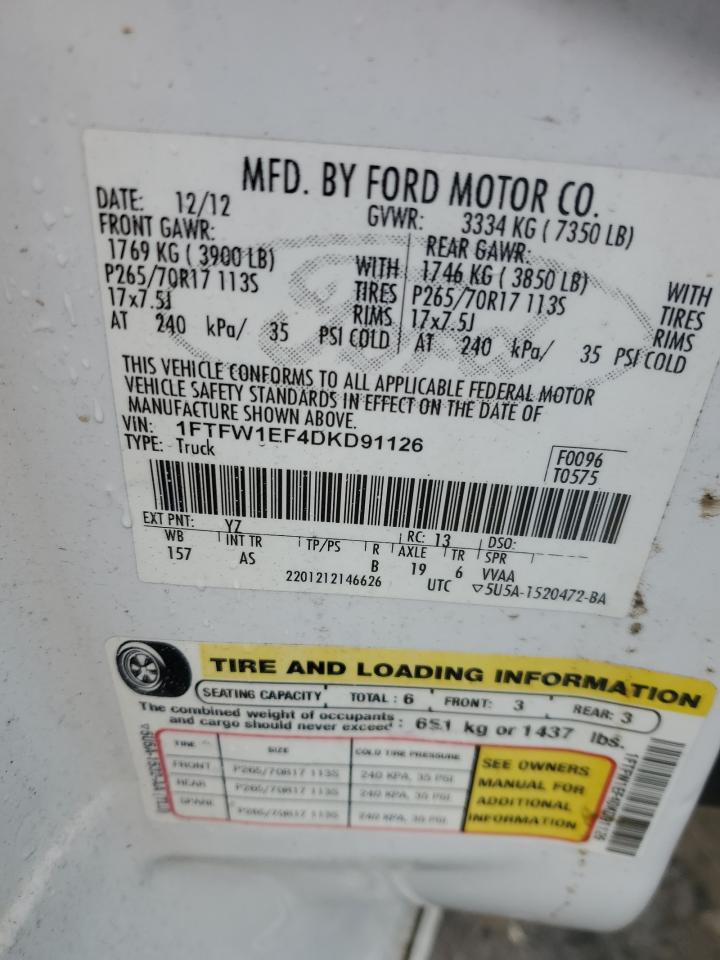 MFD. BY FORD MOTOR CO.
DATE: 12/12 GVWR: 3334 KG ( 7350 LB)
FRONT GAWR: REAR GAWR:
1769 KG ( 3900 LB) WITH 1746 KG ( 3850 LB) WITH
P265/70R17 113S TIRES P265/70R17 113S TIRES
17x7.5J RIMS 17x7.5J RIMS
AT 240 kPa/ 35 PSI COLD AT 240 kPa/ 35 PSI COLD
THIS VEHICLE CONFORMS TO ALL APPLICABLE FEDERAL MOTOR
VEHICLE SAFETY STANDARDS IN EFFECT ON THE DATE OF
MANUFACTURE SHOWN ABOVE.
VIN: 1FTFW1EF4DKD91126
TYPE: Truck
F0096
T0575
EXT PNT: YZ RC: 13 DSO:
WB INT TR TP/PS R AXLE TR SPR
157 AS B 19 6 VVAA
2201212146626 UTC ▽5U5A-1520472-BA
TIRE AND LOADING INFORMATION
SEATING CAPACITY TOTAL: 6 FRONT: 3 REAR: 3
The combined weight of occupants
and cargo should never exceed: 651 kg or 1437 lbs.
TIRE SIZE COLD TIRE PRESSURE
FRONT P265/70R17 113S 240 KPA, 35 PSI
REAR P265/70R17 113S 240 KPA, 35 PSI
SPARE P265/70R17 113S 240 KPA, 35 PSI
SEE OWNERS
MANUAL FOR
ADDITIONAL
INFORMATION
1FTFW1EF4DKD91126